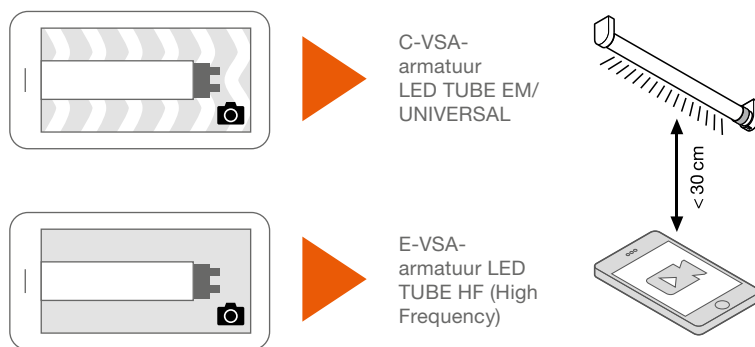 C-VSA-
armatuur
LED TUBE EM/
UNIVERSAL
< 30 cm
E-VSA-
armatuur LED
TUBE HF (High
Frequency)